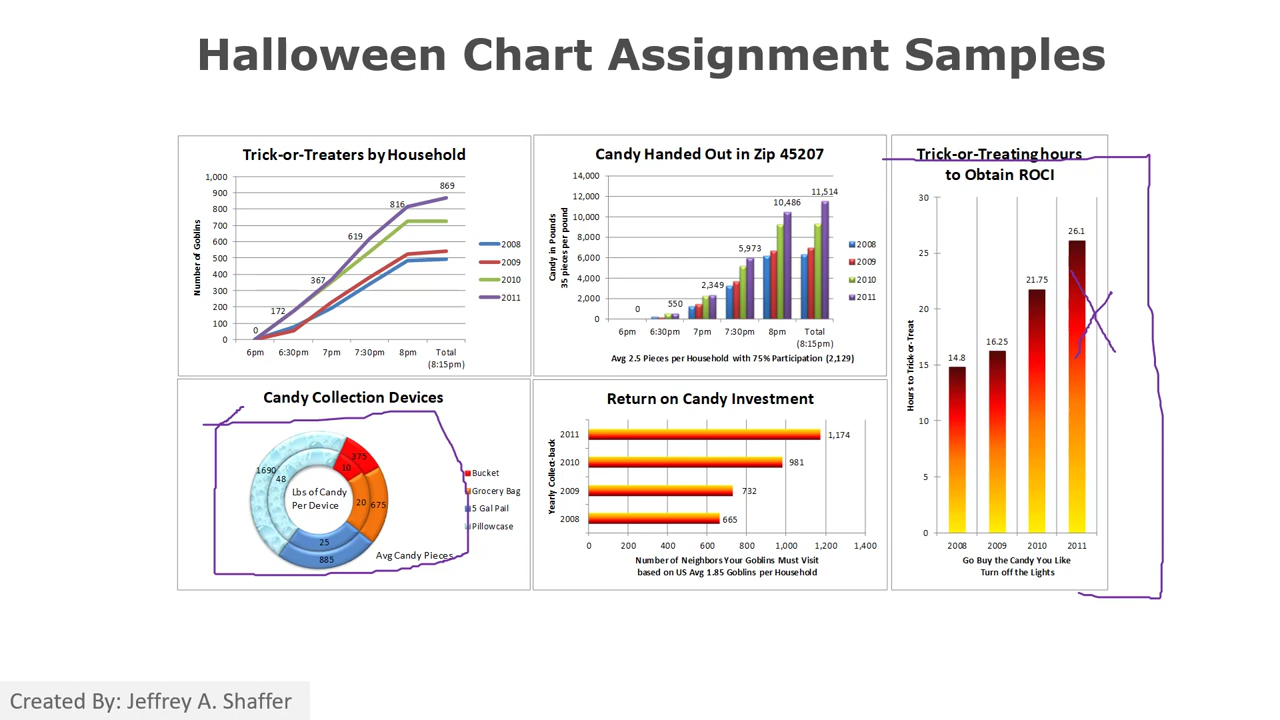 Halloween Chart Assignment Samples
Trick-or-Treaters by Household
1,000
900
800
700
600
500
400
300
200
100
0
Number of Goblins
0
172
367
619
816
869
6pm
6:30pm
7pm
7:30pm
8pm
Total
(8:15pm)
2008
2009
2010
2011
Candy Handed Out in Zip 45207
14,000
12,000
10,000
8,000
6,000
4,000
2,000
0
Candy in Pounds
35 pieces per pound
0
550
2,349
5,973
10,486
11,514
6pm
6:30pm
7pm
7:30pm
8pm
Total
(8:15pm)
2008
2009
2010
2011
Avg 2.5 Pieces per Household with 75% Participation (2,129)
Trick-or-Treating hours
to Obtain ROCI
30
25
20
15
10
5
0
Hours to Trick-or-Treat
14.8
16.25
21.75
26.1
2008
2009
2010
2011
Go Buy the Candy You Like
Turn off the Lights
Candy Collection Devices
1690
48
375
10
20
675
25
885
Lbs of Candy
Per Device
Avg Candy Pieces
Bucket
Grocery Bag
5 Gal Pail
Pillowcase
Return on Candy Investment
Yearly Collect-back
2011
2010
2009
2008
1,174
981
732
665
0
200
400
600
800
1,000
1,200
1,400
Number of Neighbors Your Goblins Must Visit
based on US Avg 1.85 Goblins per Household
Created By: Jeffrey A. Shaffer